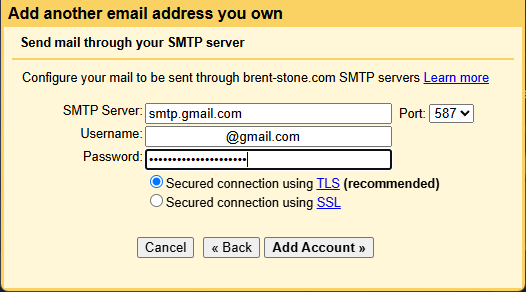 Add another email address you own
Send mail through your SMTP server
Configure your mail to be sent through brent-stone.com SMTP servers Learn more
SMTP Server: smtp.gmail.com Port: 587
Username: @gmail.com
Password: •••••••••••••••••••••
Secured connection using TLS (recommended)
Secured connection using SSL
Cancel « Back Add Account »